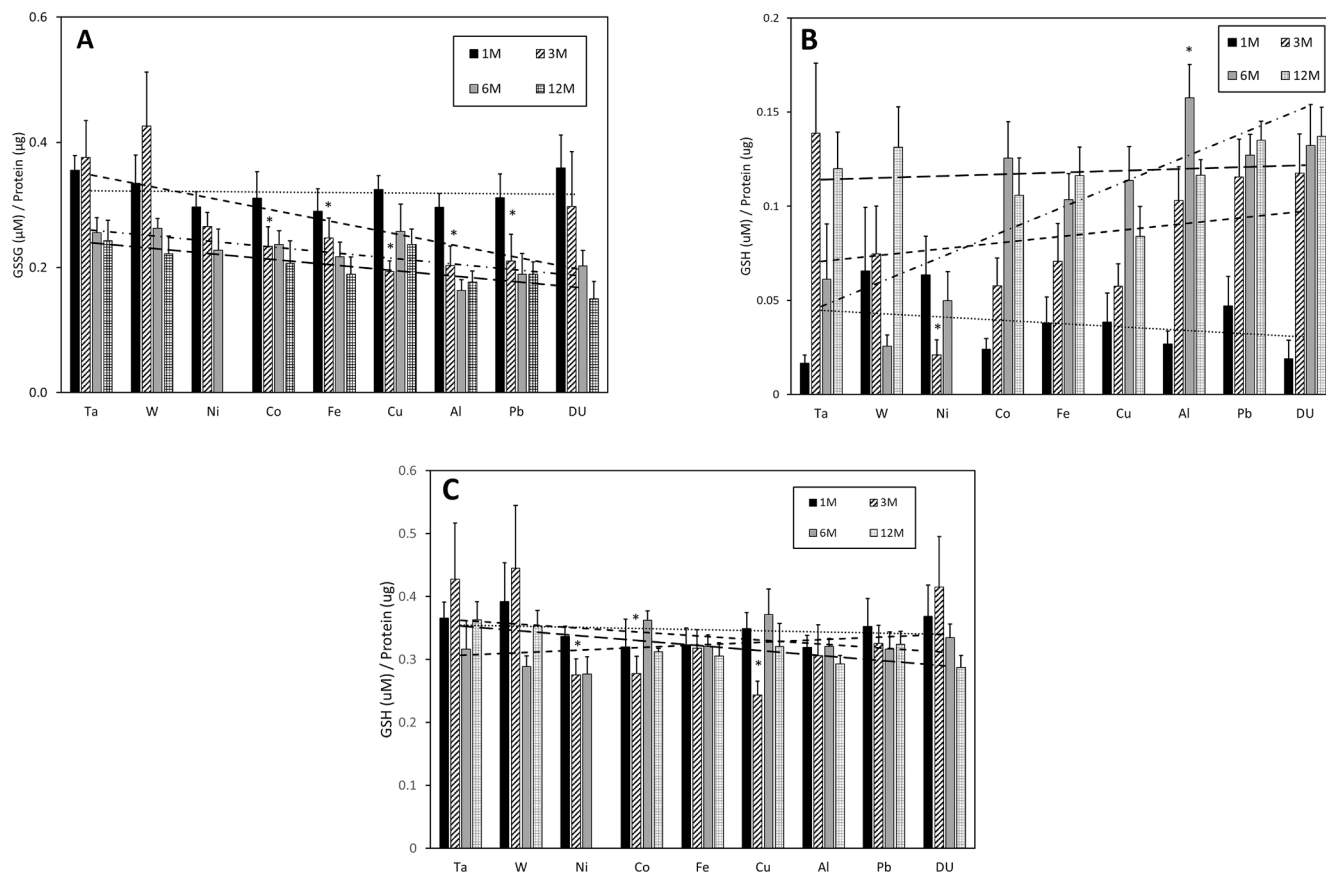 0.6
0.4
0.2
0.0
GSSG (µM) / Protein (µg)
A
1M 3M
6M 12M
* * * * *
Ta W Ni Co Fe Cu Al Pb DU
0.2
0.15
0.1
0.05
0
GSH (uM) / Protein (ug)
B
1M 3M
6M 12M
*
*
Ta W Ni Co Fe Cu Al Pb DU
0.6
0.5
0.4
0.3
0.2
0.1
0
GSH (uM) / Protein (ug)
C
1M 3M
6M 12M
* * *
Ta W Ni Co Fe Cu Al Pb DU